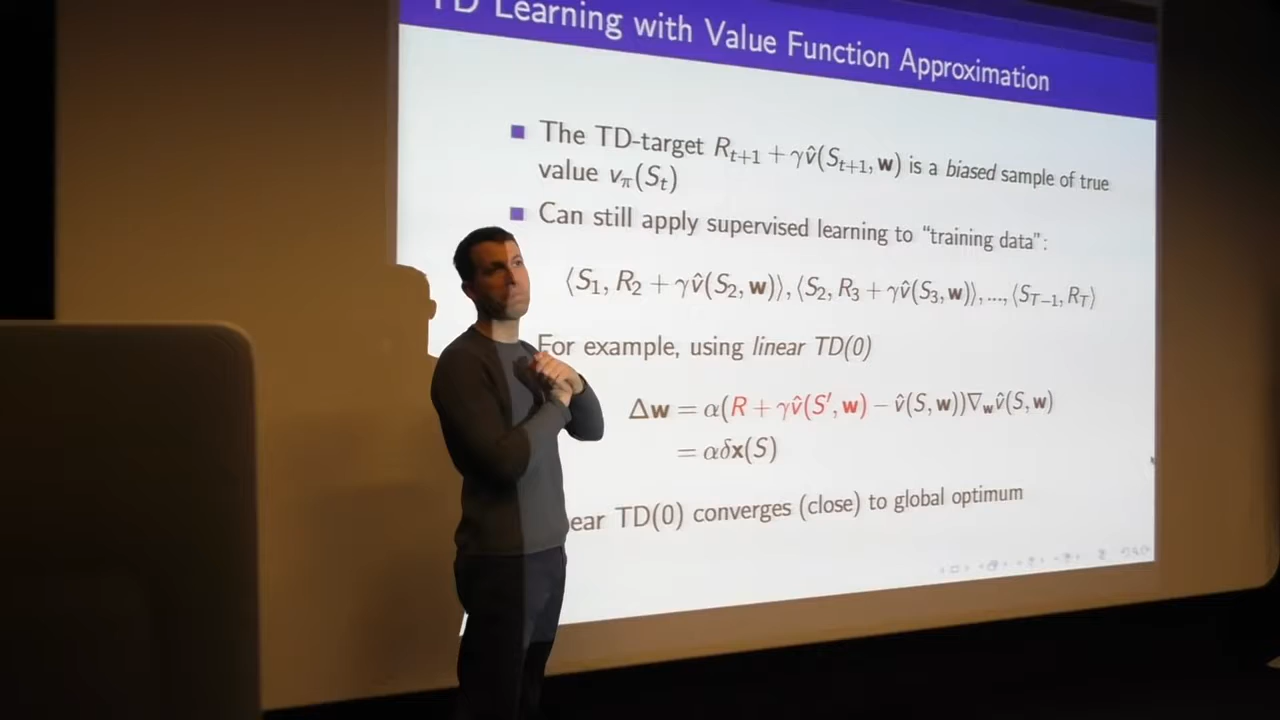 TD Learning with Value Function Approximation
The TD-target R_{t+1} + γv̂(S_{t+1}, w) is a biased sample of true
value v_π(S_t)
Can still apply supervised learning to “training data”:
⟨S_1, R_2 + γv̂(S_2, w)⟩, ⟨S_2, R_3 + γv̂(S_3, w)⟩, ..., ⟨S_{T−1}, R_T⟩
For example, using linear TD(0)
Δw = α(R + γv̂(S′, w) − v̂(S, w))∇_w v̂(S, w)
= αδx(S)
ear TD(0) converges (close) to global optimum